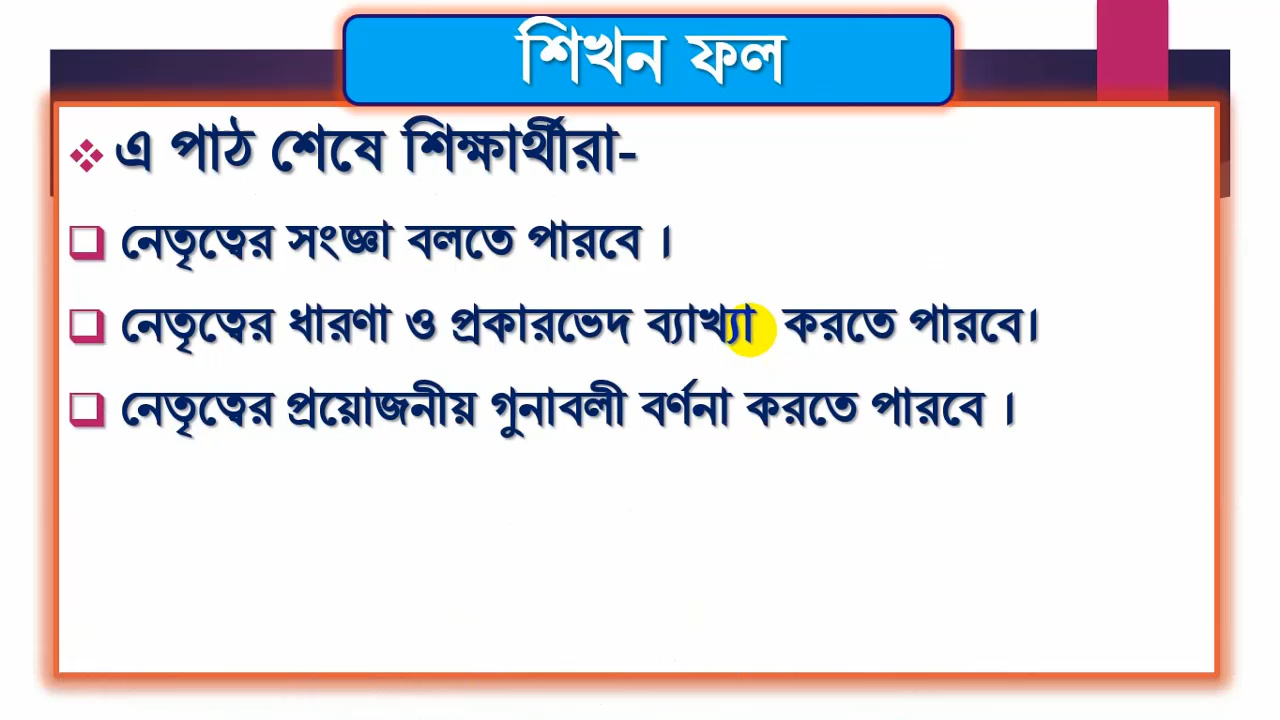 শিখন ফল
এ পাঠ শেষে শিক্ষার্থীরা-
নেতৃত্বের সংজ্ঞা বলতে পারবে ।
নেতৃত্বের ধারণা ও প্রকারভেদ ব্যাখ্যা করতে পারবে।
নেতৃত্বের প্রয়োজনীয় গুনাবলী বর্ণনা করতে পারবে ।